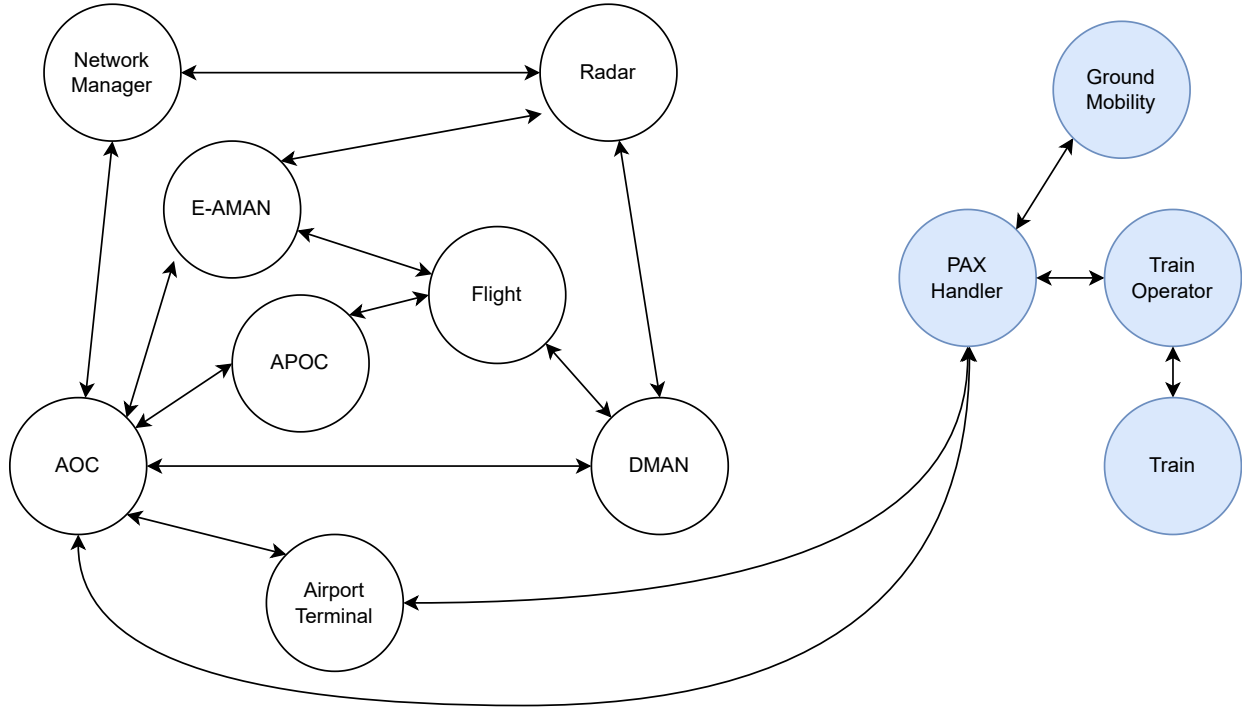 Network
Manager
Radar
Ground
Mobility
E-AMAN
PAX
Handler
Train
Operator
Flight
APOC
AOC
DMAN
Train
Airport
Terminal